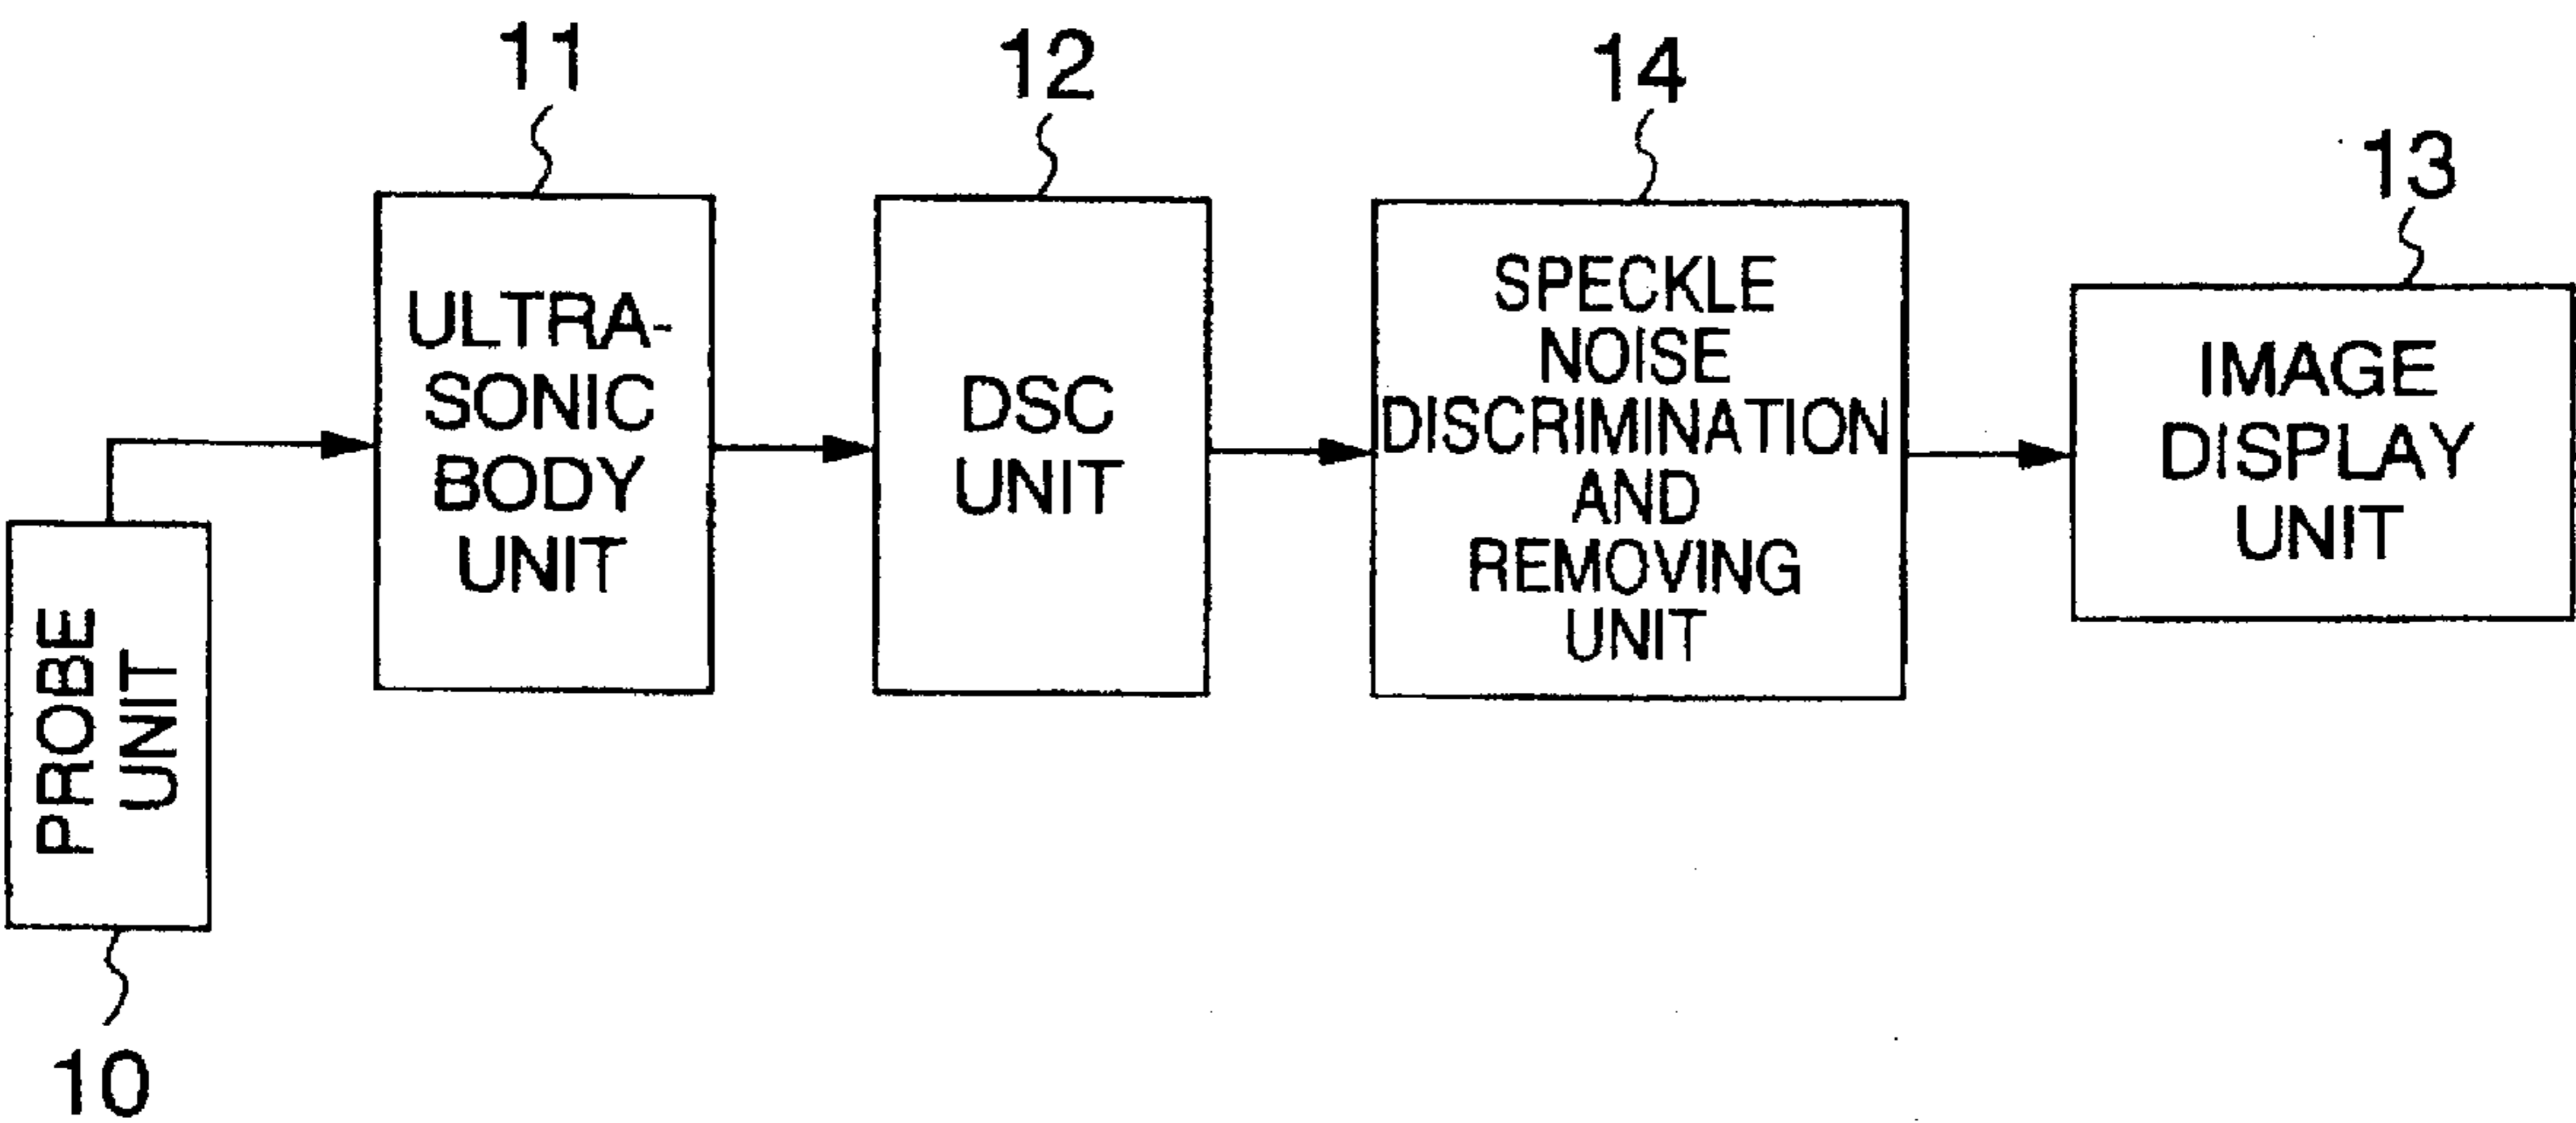 11
12
14
13
ULTRA-
SONIC
BODY
UNIT
DSC
UNIT
SPECKLE
NOISE
DISCRIMINATION
AND
REMOVING
UNIT
IMAGE
DISPLAY
UNIT
PROBE
UNIT
10